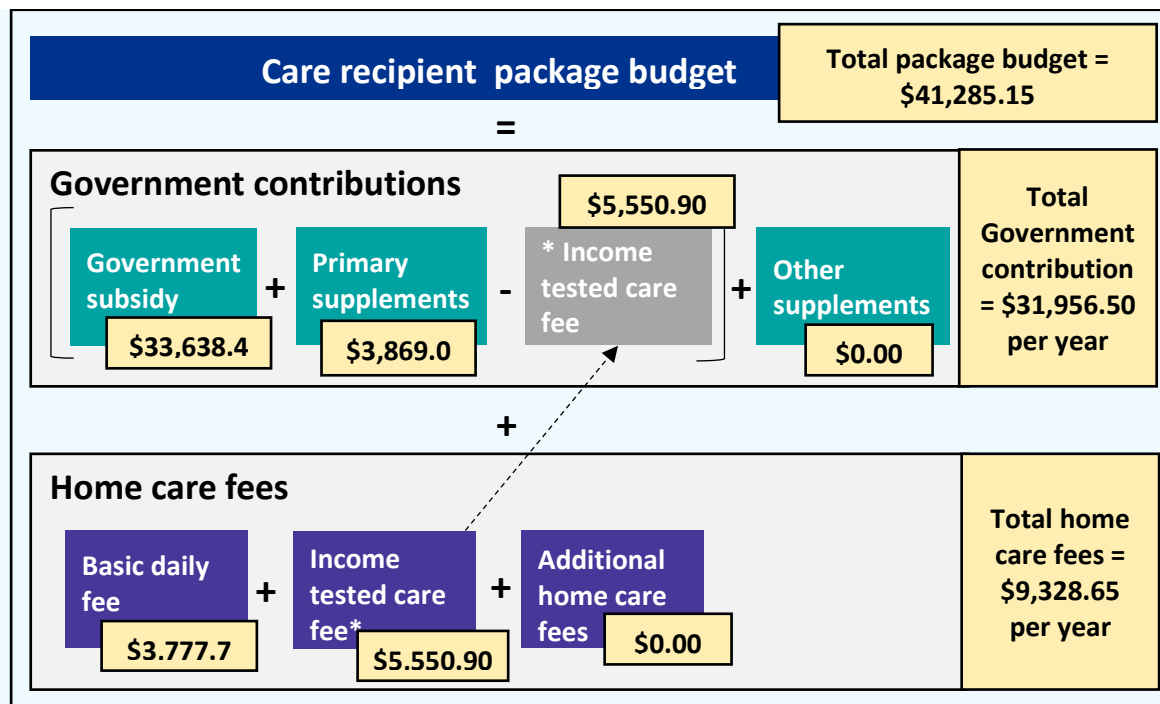 Care recipient  package budget
Total package budget =
$41,285.15
=
Government contributions
$5,550.90
Government
subsidy
$33,638.4
+
Primary
supplements
$3,869.0
-
* Income
tested care
fee
+
Other
supplements
$0.00
Total
Government
contribution
= $31,956.50
per year
+
Home care fees
Basic daily
fee
$3.777.7
+
Income
tested care
fee*
$5.550.90
+
Additional
home care
fees
$0.00
Total home
care fees =
$9,328.65
per year